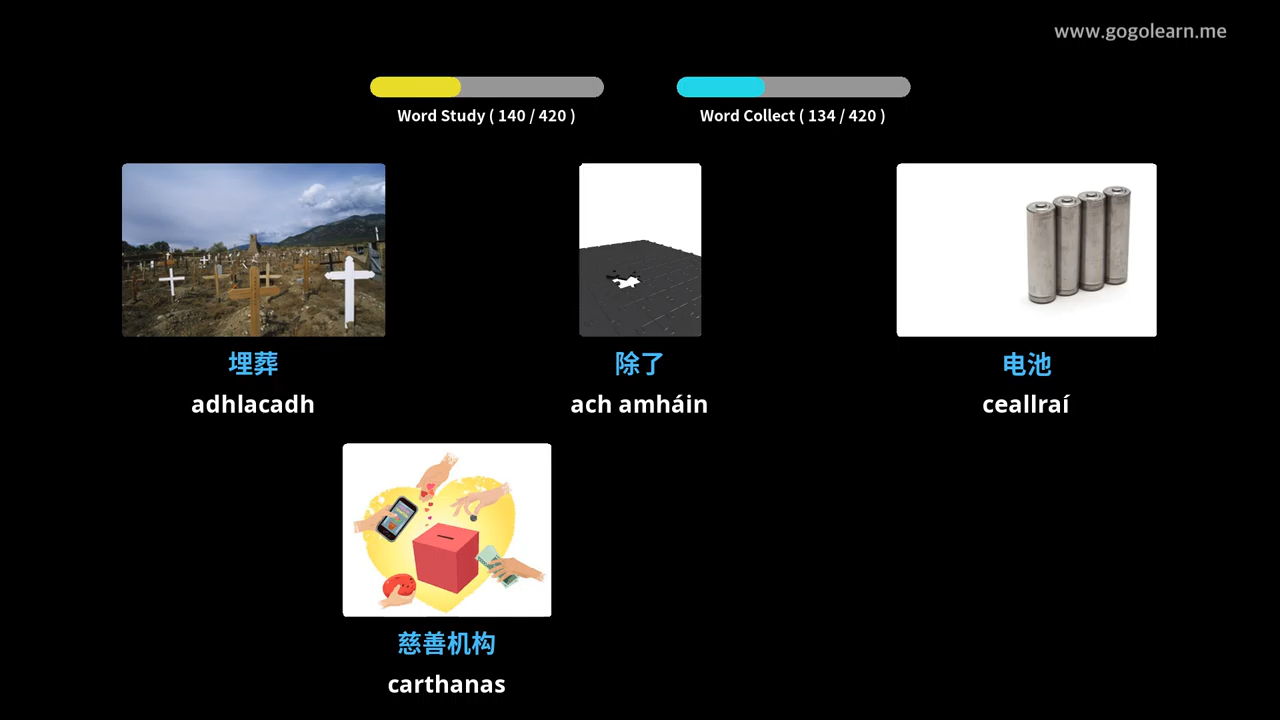 www.gogolearn.me
Word Study ( 140 / 420 )
Word Collect ( 134 / 420 )
埋葬
除了
电池
adhlacadh
ach amháin
ceallraí
慈善机构
carthanas